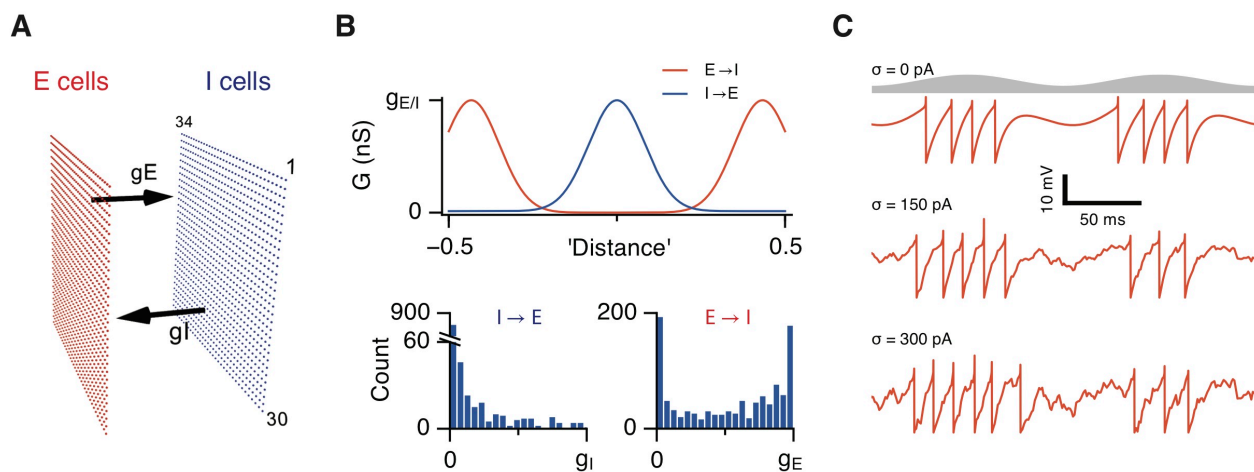 A
E cells
I cells
34
1
gE
gI
30
B
E→I
I→E
G (nS)
gE/I
0
−0.5
'Distance'
0.5
Count
900
60
0
I → E
0
gI
200
0
E → I
0
gE
C
σ = 0 pA
10 mV
50 ms
σ = 150 pA
σ = 300 pA